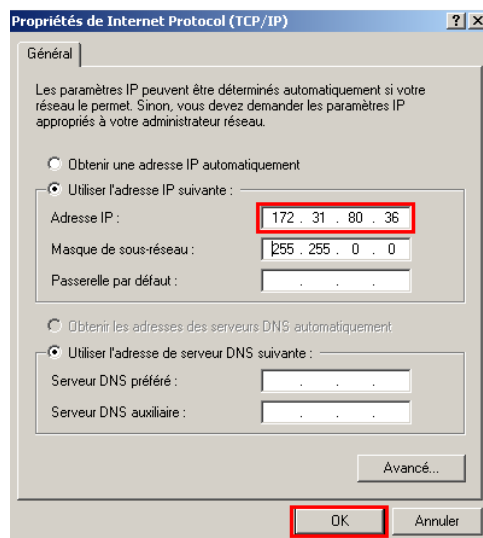 Propriétés de Internet Protocol (TCP/IP)
Général
Les paramètres IP peuvent être déterminés automatiquement si votre
réseau le permet. Sinon, vous devez demander les paramètres IP
appropriés à votre administrateur réseau.
Obtenir une adresse IP automatiquement
Utiliser l'adresse IP suivante :
Adresse IP : 172 . 31 . 80 . 36
Masque de sous-réseau : 255 . 255 . 0 . 0
Passerelle par défaut : . . .
Obtenir les adresses des serveurs DNS automatiquement
Utiliser l'adresse de serveur DNS suivante :
Serveur DNS préféré : . . .
Serveur DNS auxiliaire : . . .
Avancé...
OK Annuler